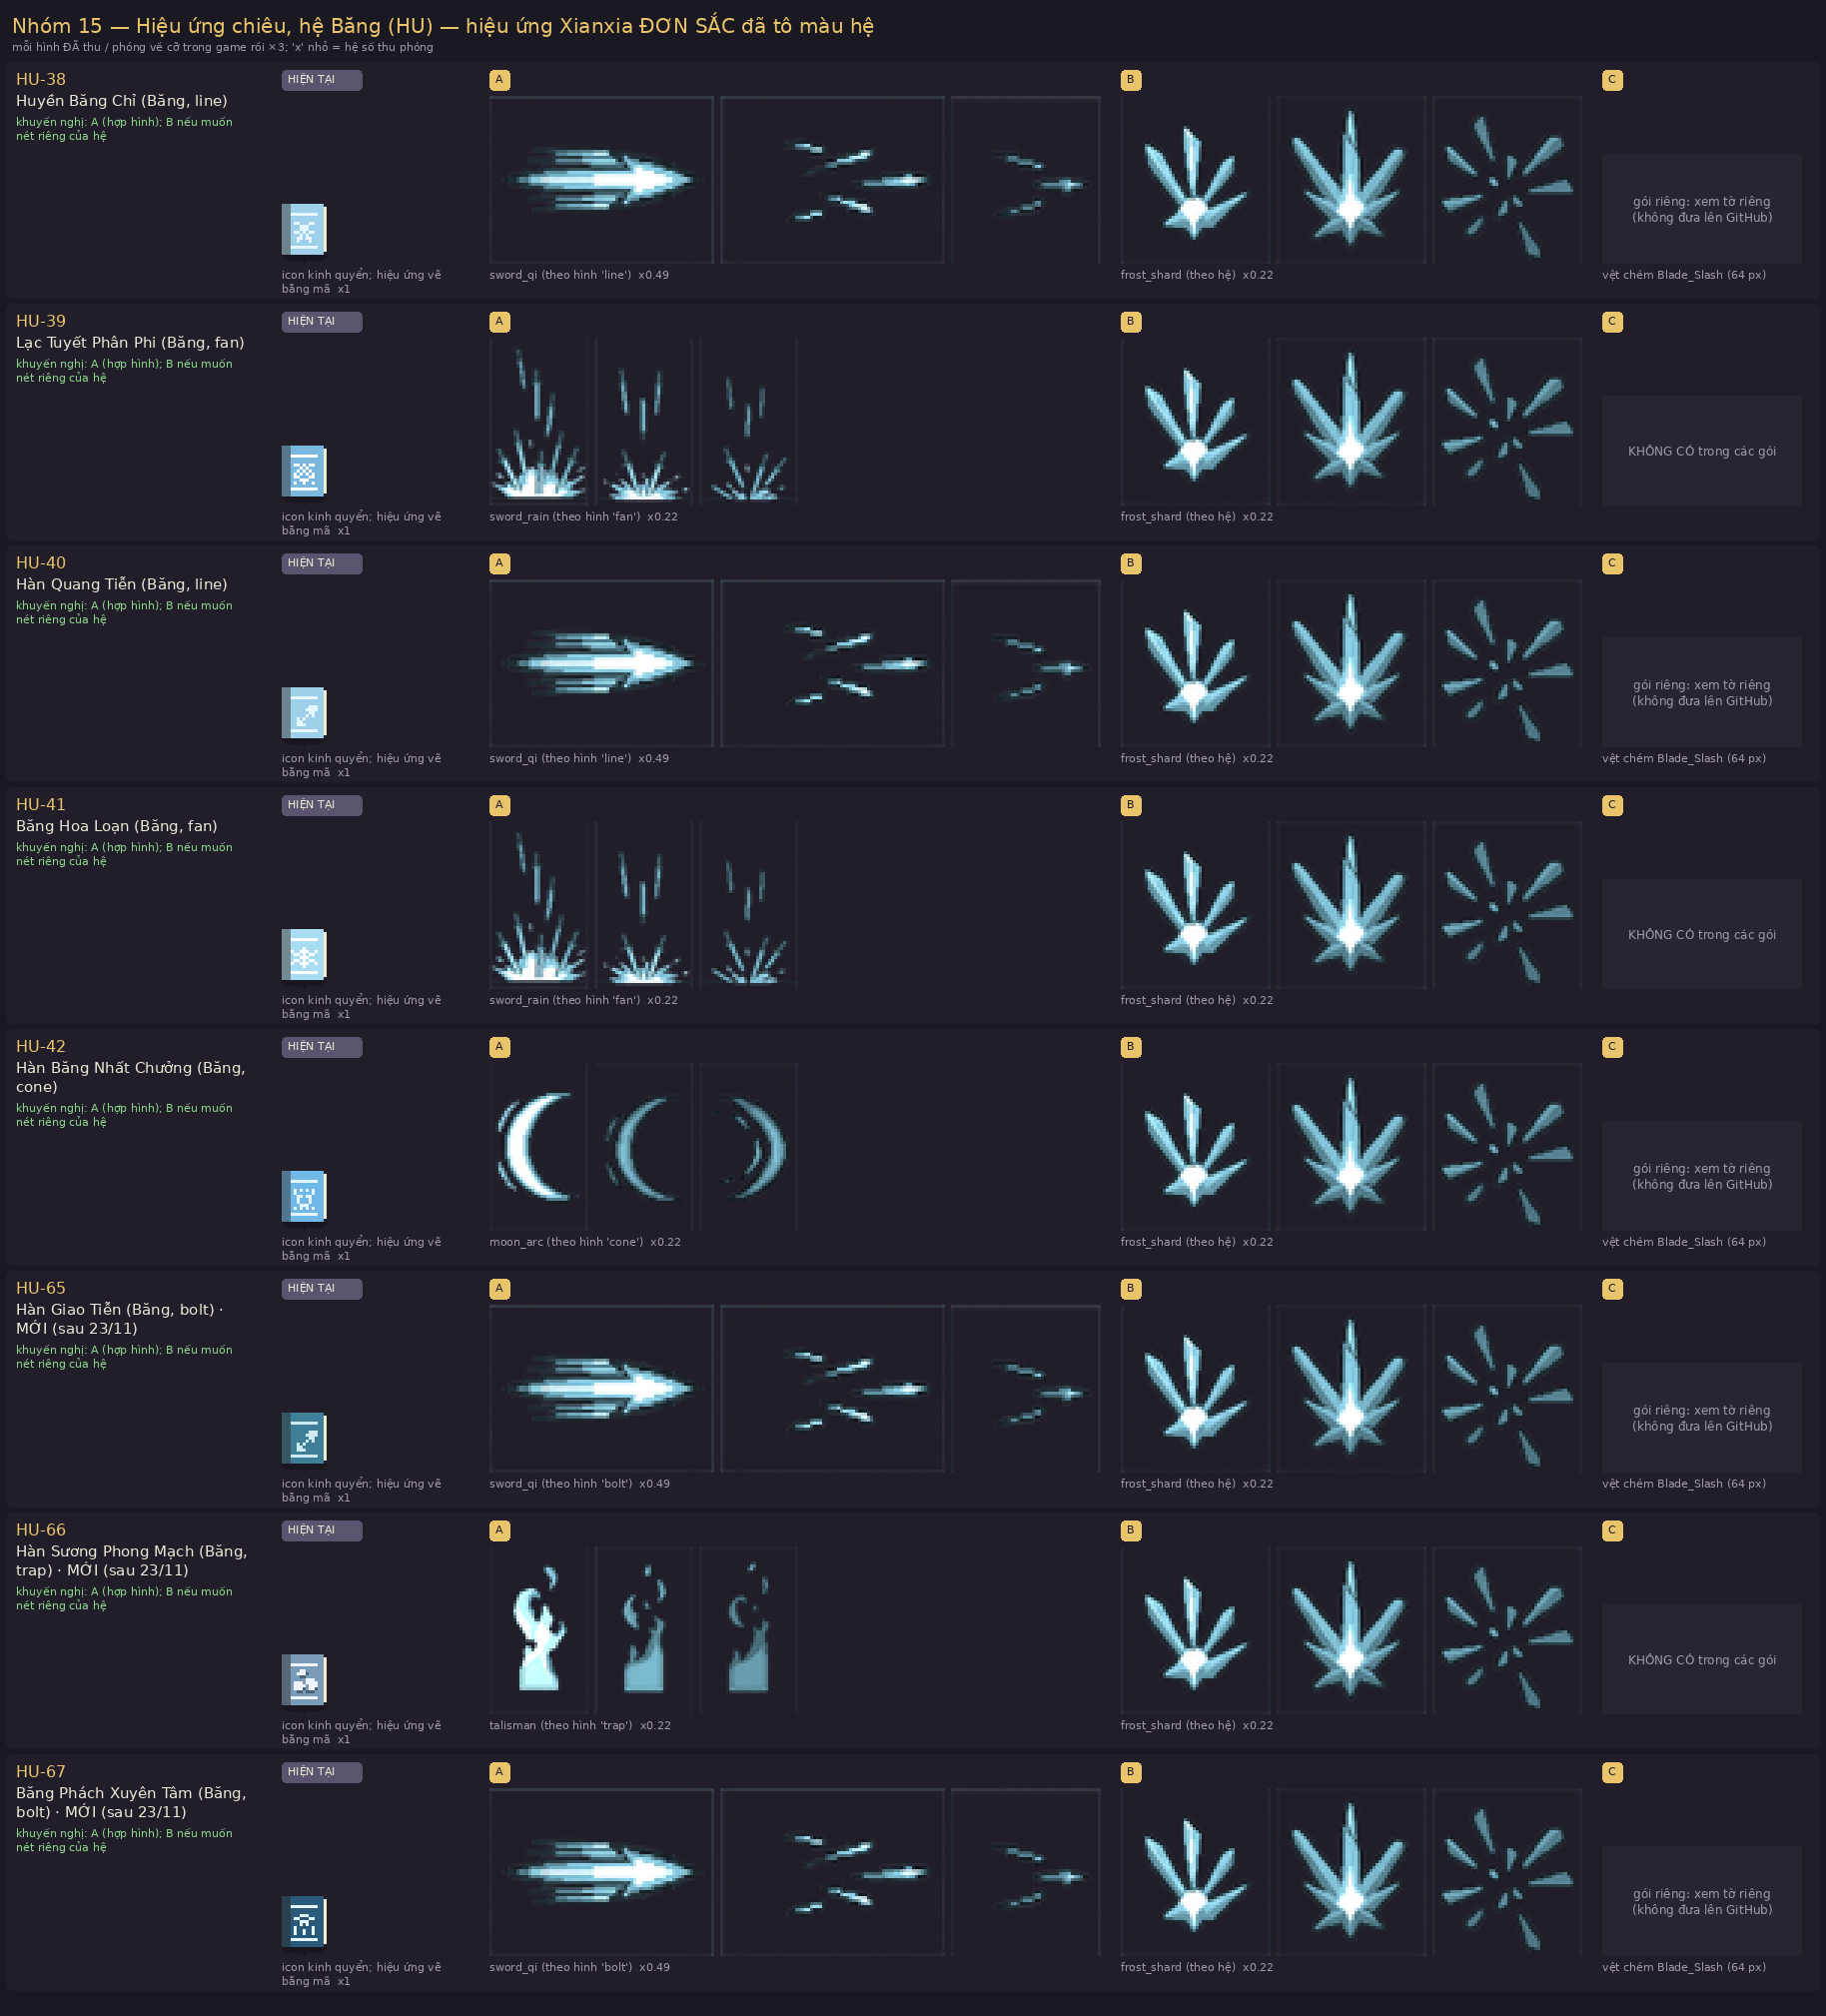 Nhóm 15 — Hiệu ứng chiêu, hệ Băng (HU) — hiệu ứng Xianxia ĐƠN SẮC đã tô màu hệ
mỗi hình ĐÃ thu / phóng về cỡ trong game rồi ×3; 'x' nhỏ = hệ số thu phóng
HU-38
Huyền Băng Chỉ (Băng, line)
khuyến nghị: A (hợp hình); B nếu muốn
nét riêng của hệ
HIỆN TẠI
icon kinh quyển; hiệu ứng vẽ
bằng mã  x1
A
sword_qi (theo hình 'line')  x0.49
B
frost_shard (theo hệ)  x0.22
C
gói riêng: xem tờ riêng
(không đưa lên GitHub)
vệt chém Blade_Slash (64 px)
HU-39
Lạc Tuyết Phân Phi (Băng, fan)
khuyến nghị: A (hợp hình); B nếu muốn
nét riêng của hệ
HIỆN TẠI
icon kinh quyển; hiệu ứng vẽ
bằng mã  x1
A
sword_rain (theo hình 'fan')  x0.22
B
frost_shard (theo hệ)  x0.22
C
KHÔNG CÓ trong các gói
HU-40
Hàn Quang Tiễn (Băng, line)
khuyến nghị: A (hợp hình); B nếu muốn
nét riêng của hệ
HIỆN TẠI
icon kinh quyển; hiệu ứng vẽ
bằng mã  x1
A
sword_qi (theo hình 'line')  x0.49
B
frost_shard (theo hệ)  x0.22
C
gói riêng: xem tờ riêng
(không đưa lên GitHub)
vệt chém Blade_Slash (64 px)
HU-41
Băng Hoa Loạn (Băng, fan)
khuyến nghị: A (hợp hình); B nếu muốn
nét riêng của hệ
HIỆN TẠI
icon kinh quyển; hiệu ứng vẽ
bằng mã  x1
A
sword_rain (theo hình 'fan')  x0.22
B
frost_shard (theo hệ)  x0.22
C
KHÔNG CÓ trong các gói
HU-42
Hàn Băng Nhất Chưởng (Băng,
cone)
khuyến nghị: A (hợp hình); B nếu muốn
nét riêng của hệ
HIỆN TẠI
icon kinh quyển; hiệu ứng vẽ
bằng mã  x1
A
moon_arc (theo hình 'cone')  x0.22
B
frost_shard (theo hệ)  x0.22
C
gói riêng: xem tờ riêng
(không đưa lên GitHub)
vệt chém Blade_Slash (64 px)
HU-65
Hàn Giao Tiễn (Băng, bolt) ·
MỚI (sau 23/11)
khuyến nghị: A (hợp hình); B nếu muốn
nét riêng của hệ
HIỆN TẠI
icon kinh quyển; hiệu ứng vẽ
bằng mã  x1
A
sword_qi (theo hình 'bolt')  x0.49
B
frost_shard (theo hệ)  x0.22
C
gói riêng: xem tờ riêng
(không đưa lên GitHub)
vệt chém Blade_Slash (64 px)
HU-66
Hàn Sương Phong Mạch (Băng,
trap) · MỚI (sau 23/11)
khuyến nghị: A (hợp hình); B nếu muốn
nét riêng của hệ
HIỆN TẠI
icon kinh quyển; hiệu ứng vẽ
bằng mã  x1
A
talisman (theo hình 'trap')  x0.22
B
frost_shard (theo hệ)  x0.22
C
KHÔNG CÓ trong các gói
HU-67
Băng Phách Xuyên Tâm (Băng,
bolt) · MỚI (sau 23/11)
khuyến nghị: A (hợp hình); B nếu muốn
nét riêng của hệ
HIỆN TẠI
icon kinh quyển; hiệu ứng vẽ
bằng mã  x1
A
sword_qi (theo hình 'bolt')  x0.49
B
frost_shard (theo hệ)  x0.22
C
gói riêng: xem tờ riêng
(không đưa lên GitHub)
vệt chém Blade_Slash (64 px)